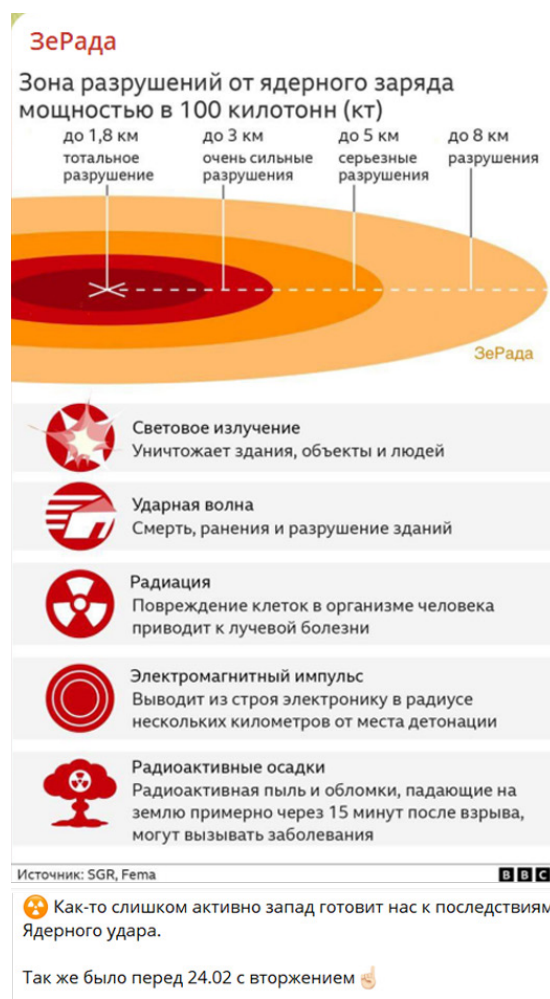 ЗеРада
Зона разрушений от ядерного заряда
мощностью в 100 килотонн (кт)
до 1,8 км
тотальное
разрушение
до 3 км
очень сильные
разрушения
до 5 км
серьезные
разрушения
до 8 км
разрушения
ЗеРада
Световое излучение
Уничтожает здания, объекты и людей
Ударная волна
Смерть, ранения и разрушение зданий
Радиация
Повреждение клеток в организме человека
приводит к лучевой болезни
Электромагнитный импульс
Выводит из строя электронику в радиусе
нескольких километров от места детонации
Радиоактивные осадки
Радиоактивная пыль и обломки, падающие на
землю примерно через 15 минут после взрыва,
могут вызывать заболевания
Источник: SGR, Fema
BBC
☢️ Как-то слишком активно запад готовит нас к последствиям
Ядерного удара.
Так же было перед 24.02 с вторжением ☝🏻